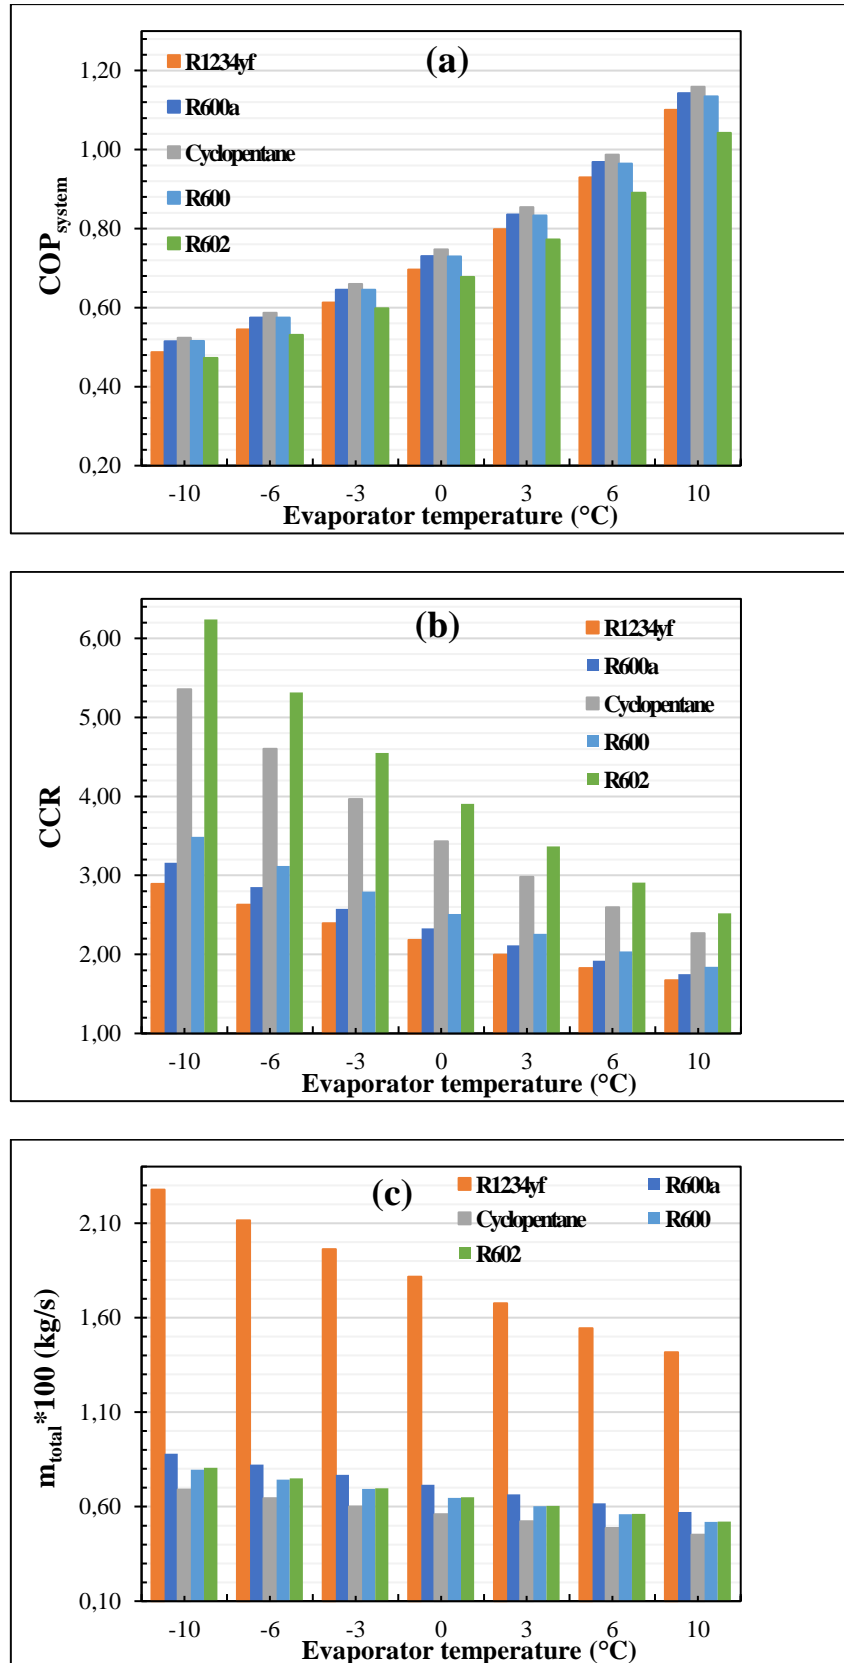 (a)
R1234yf
R600a
Cyclopentane
R600
R602
COPsystem
1,20
1,00
0,80
0,60
0,40
0,20
-10 -6 -3 0 3 6 10
Evaporator temperature (°C)
(b)
R1234yf
R600a
Cyclopentane
R600
R602
CCR
6,00
5,00
4,00
3,00
2,00
1,00
-10 -6 -3 0 3 6 10
Evaporator temperature (°C)
(c)
R1234yf R600a
Cyclopentane R600
R602
mtotal*100 (kg/s)
2,10
1,60
1,10
0,60
0,10
-10 -6 -3 0 3 6 10
Evaporator temperature (°C)